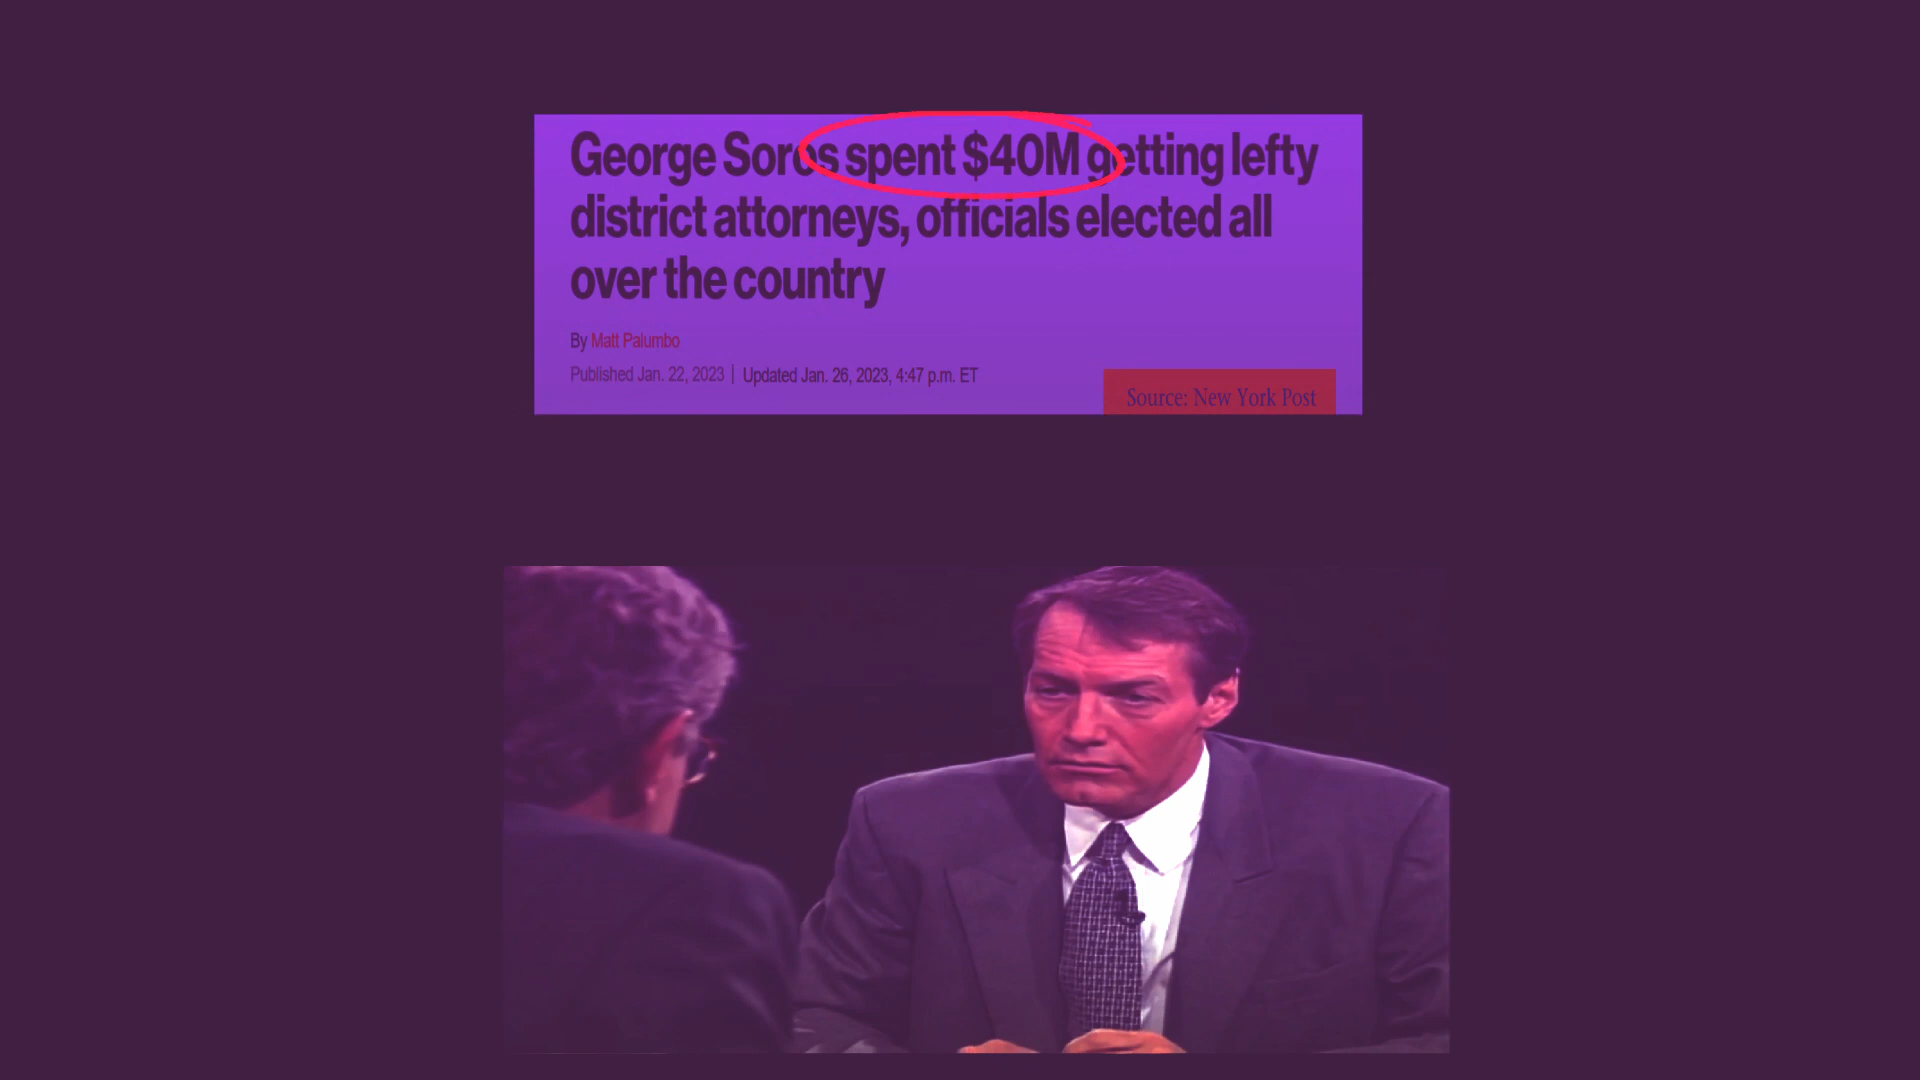 George Soros spent $40M getting lefty
district attorneys, officials elected all
over the country
By Matt Palumbo
Published Jan. 22, 2023 | Updated Jan. 26, 2023, 4:47 p.m. ET
Source: New York Post